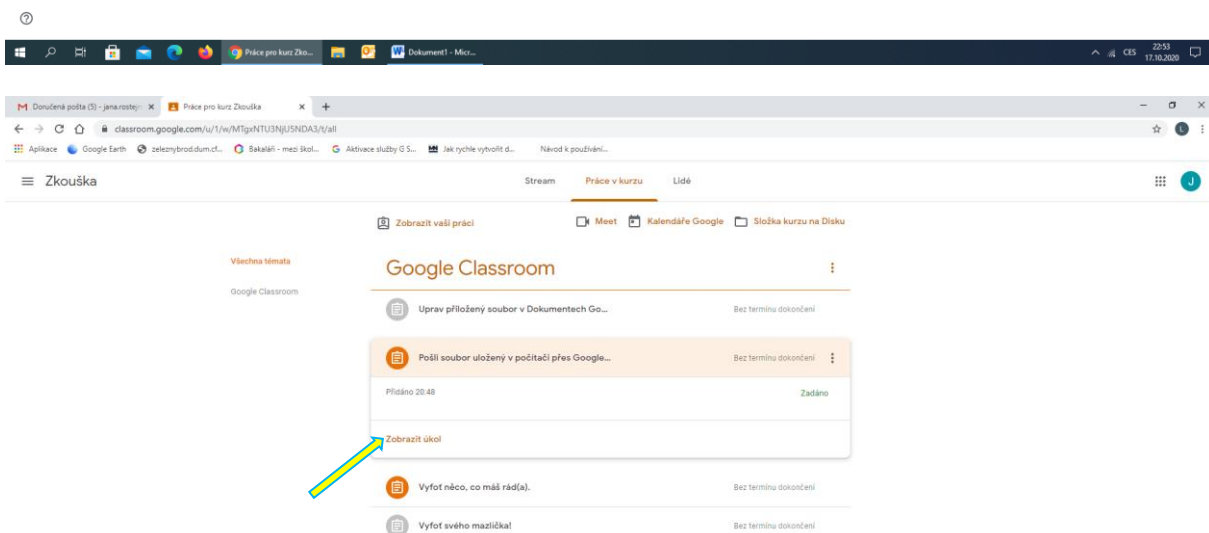 Práce pro kurz Zko...
Dokument1 - Micr...
CES
22:53
17.10.2020
Doručená pošta (5) - jana.rostejn
Práce pro kurz Zkouška
classroom.google.com/u/1/w/MTgxNTU3NjU5NDA3/t/all
Aplikace Google Earth zeleznybrod.dum.cf... Bakaláři - mezi škol... Aktivace služby G S... Jak rychle vytvořit d... Návod k používání...
Zkouška
Stream Práce v kurzu Lidé
J
Zobrazit vaši práci
Meet Kalendáře Google Složka kurzu na Disku
Všechna témata
Google Classroom
Google Classroom
Uprav přiložený soubor v Dokumentech Go...
Bez termínu dokončení
Pošli soubor uložený v počítači přes Google...
Bez termínu dokončení
Přidáno 20:48
Zadáno
Zobrazit úkol
Vyfoť něco, co máš rád(a).
Bez termínu dokončení
Vyfoť svého mazlíčka!
Bez termínu dokončení